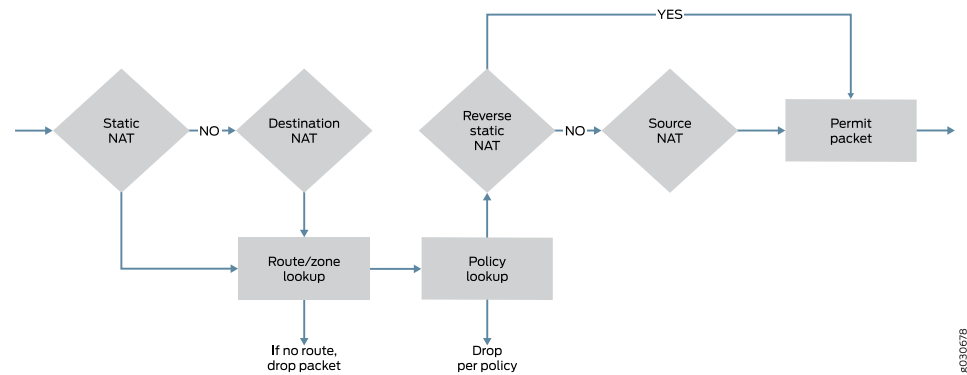 YES
Static
NAT
NO
Destination
NAT
Reverse
static
NAT
NO
Source
NAT
Permit
packet
Route/zone
lookup
Policy
lookup
If no route,
drop packet
Drop
per policy
g030678